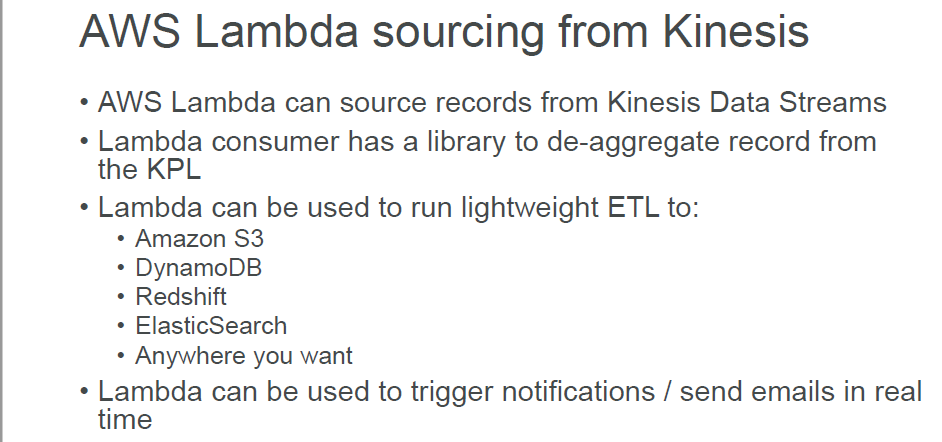 AWS Lambda sourcing from Kinesis
• AWS Lambda can source records from Kinesis Data Streams
• Lambda consumer has a library to de-aggregate record from
the KPL
• Lambda can be used to run lightweight ETL to:
• Amazon S3
• DynamoDB
• Redshift
• ElasticSearch
• Anywhere you want
• Lambda can be used to trigger notifications / send emails in real
time